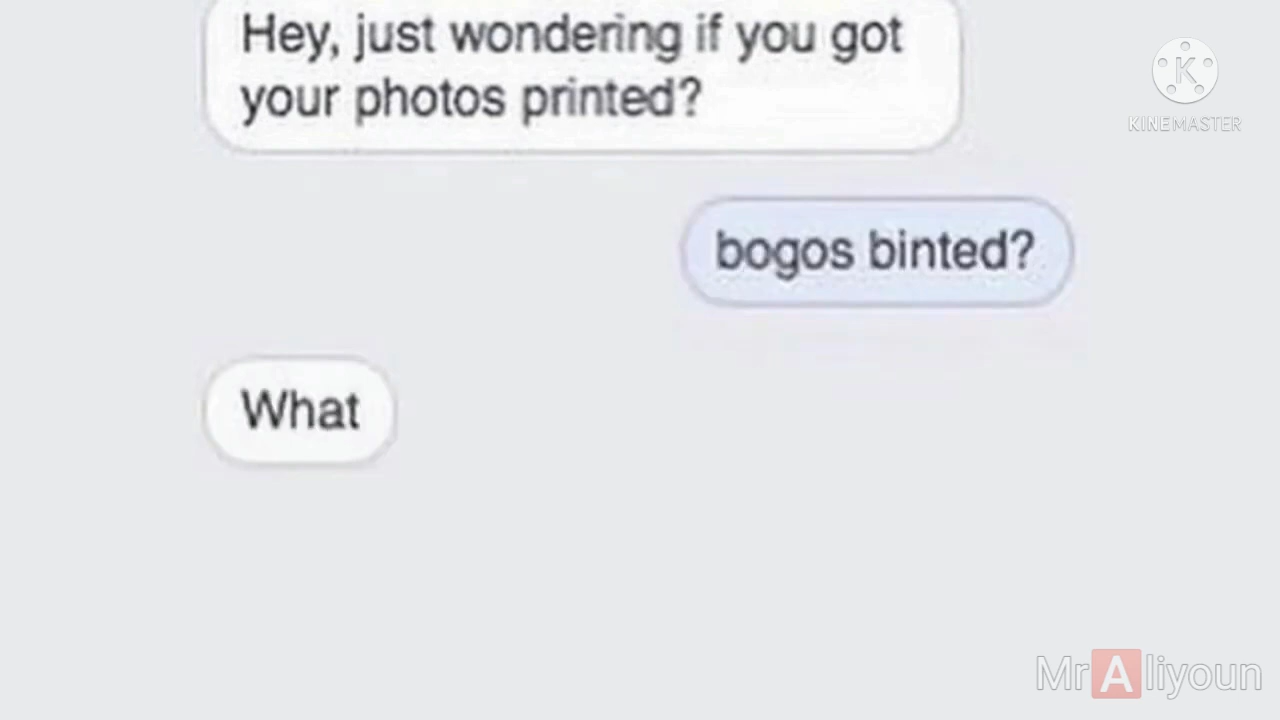 Hey, just wondering if you got
your photos printed?
KINEMASTER
bogos binted?
What
MrAliyoun